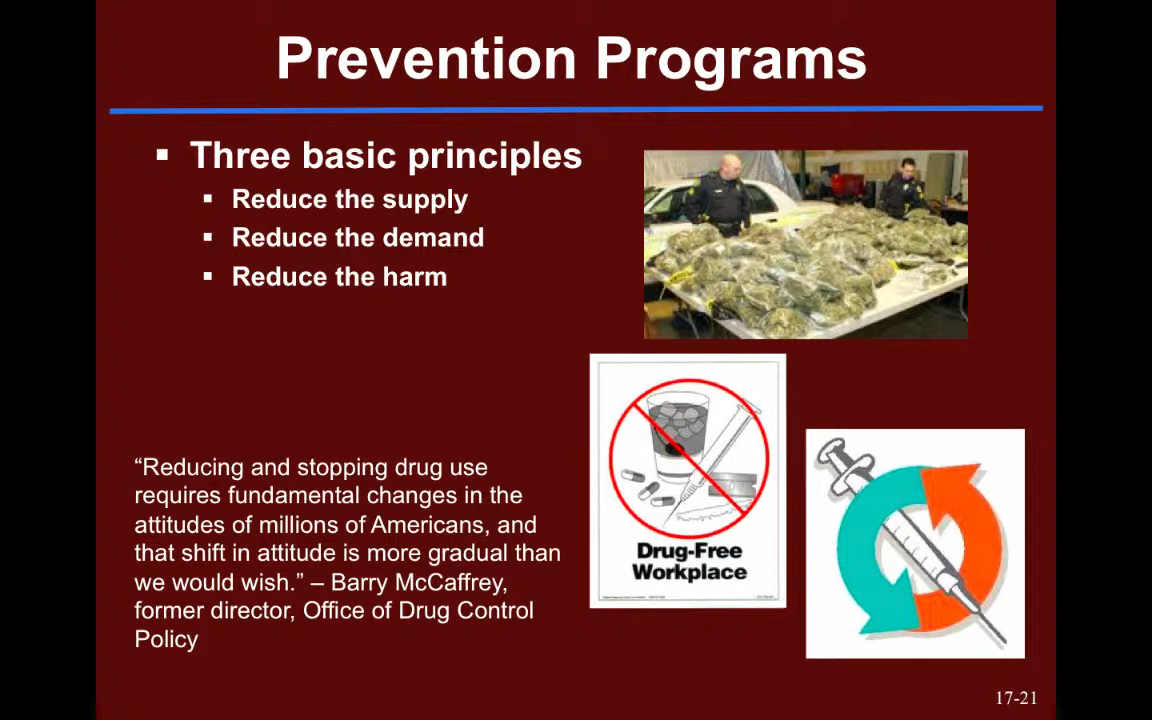 Prevention Programs
▪ Three basic principles
▪ Reduce the supply
▪ Reduce the demand
▪ Reduce the harm
“Reducing and stopping drug use
requires fundamental changes in the
attitudes of millions of Americans, and
that shift in attitude is more gradual than
we would wish.” – Barry McCaffrey,
former director, Office of Drug Control
Policy
Drug-Free
Workplace
17-21